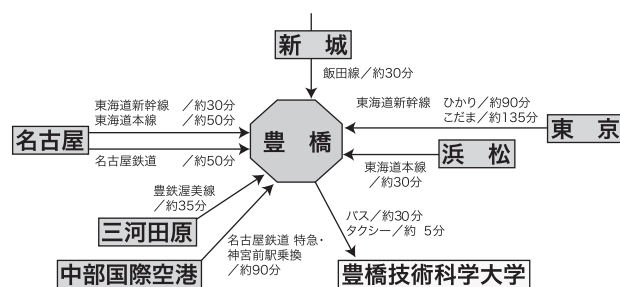 新　城
飯田線／約30分
東海道新幹線　／約30分
東海道本線　　／約50分
名古屋
名古屋鉄道　　／約50分
豊　橋
東海道新幹線　ひかり／約90分
こだま／約135分
東　京
浜　松
東海道本線
／約30分
豊鉄渥美線
／約35分
三河田原
名古屋鉄道 特急・
神宮前駅乗換
／約90分
中部国際空港
バス／約30分
タクシー／約 5分
豊橋技術科学大学